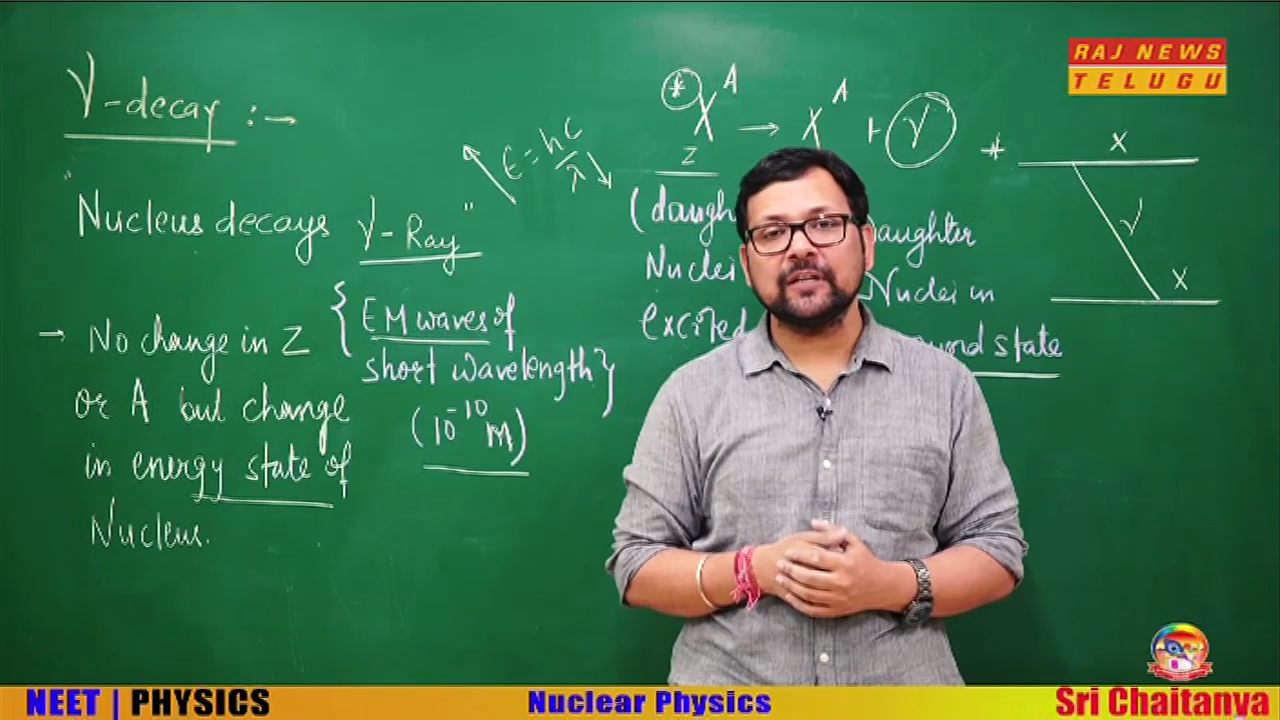 γ-decay :→
"Nucleus decays γ-Ray"
→ No change in Z
or A but change
in energy state of
Nucleus.
{EM waves of
short wavelength}
(10⁻¹⁰ m)
E = hc/λ
* X A → X A + γ
Z
(daugh
Nuclei
excited
Daughter
Nuclei in
state
* X
γ
X
RAJ NEWS
TELUGU
NEET | PHYSICS
Nuclear Physics
Sri Chaitanya